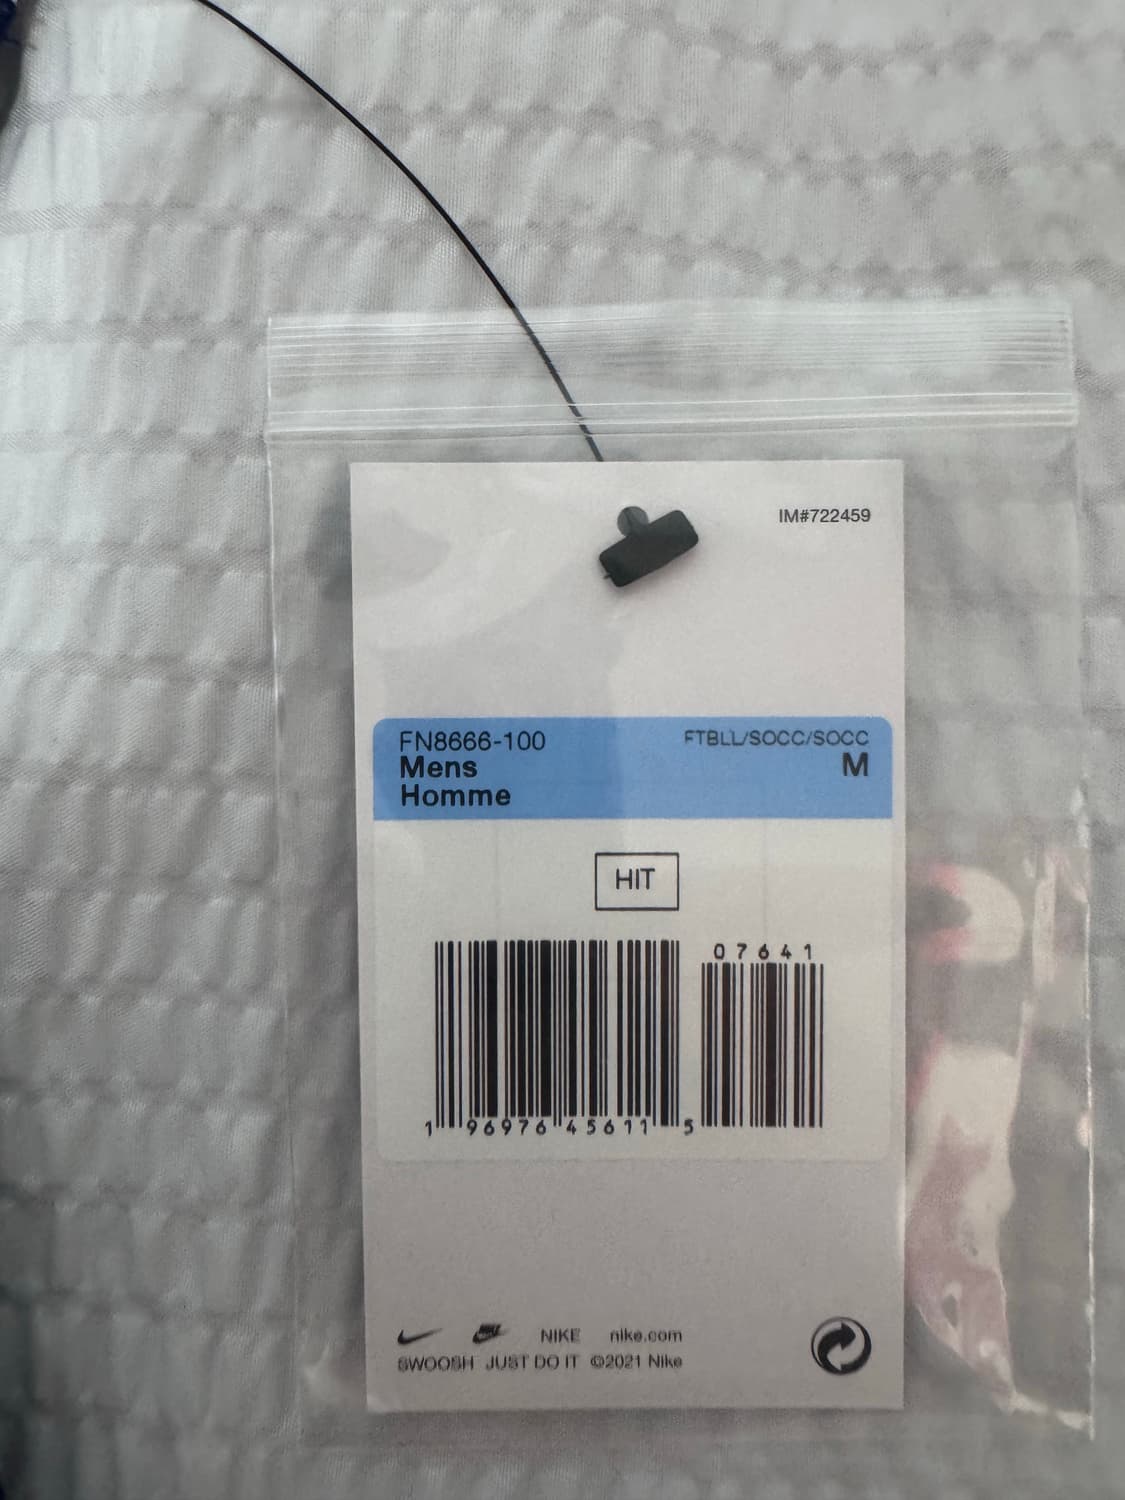 IM#722459
FN8666-100 FTBLL/SOCC/SOCC
Mens M
Homme
HIT
07641
1 96976 45611 5
NIKE nike.com
SWOOSH JUST DO IT ©2021 Nike